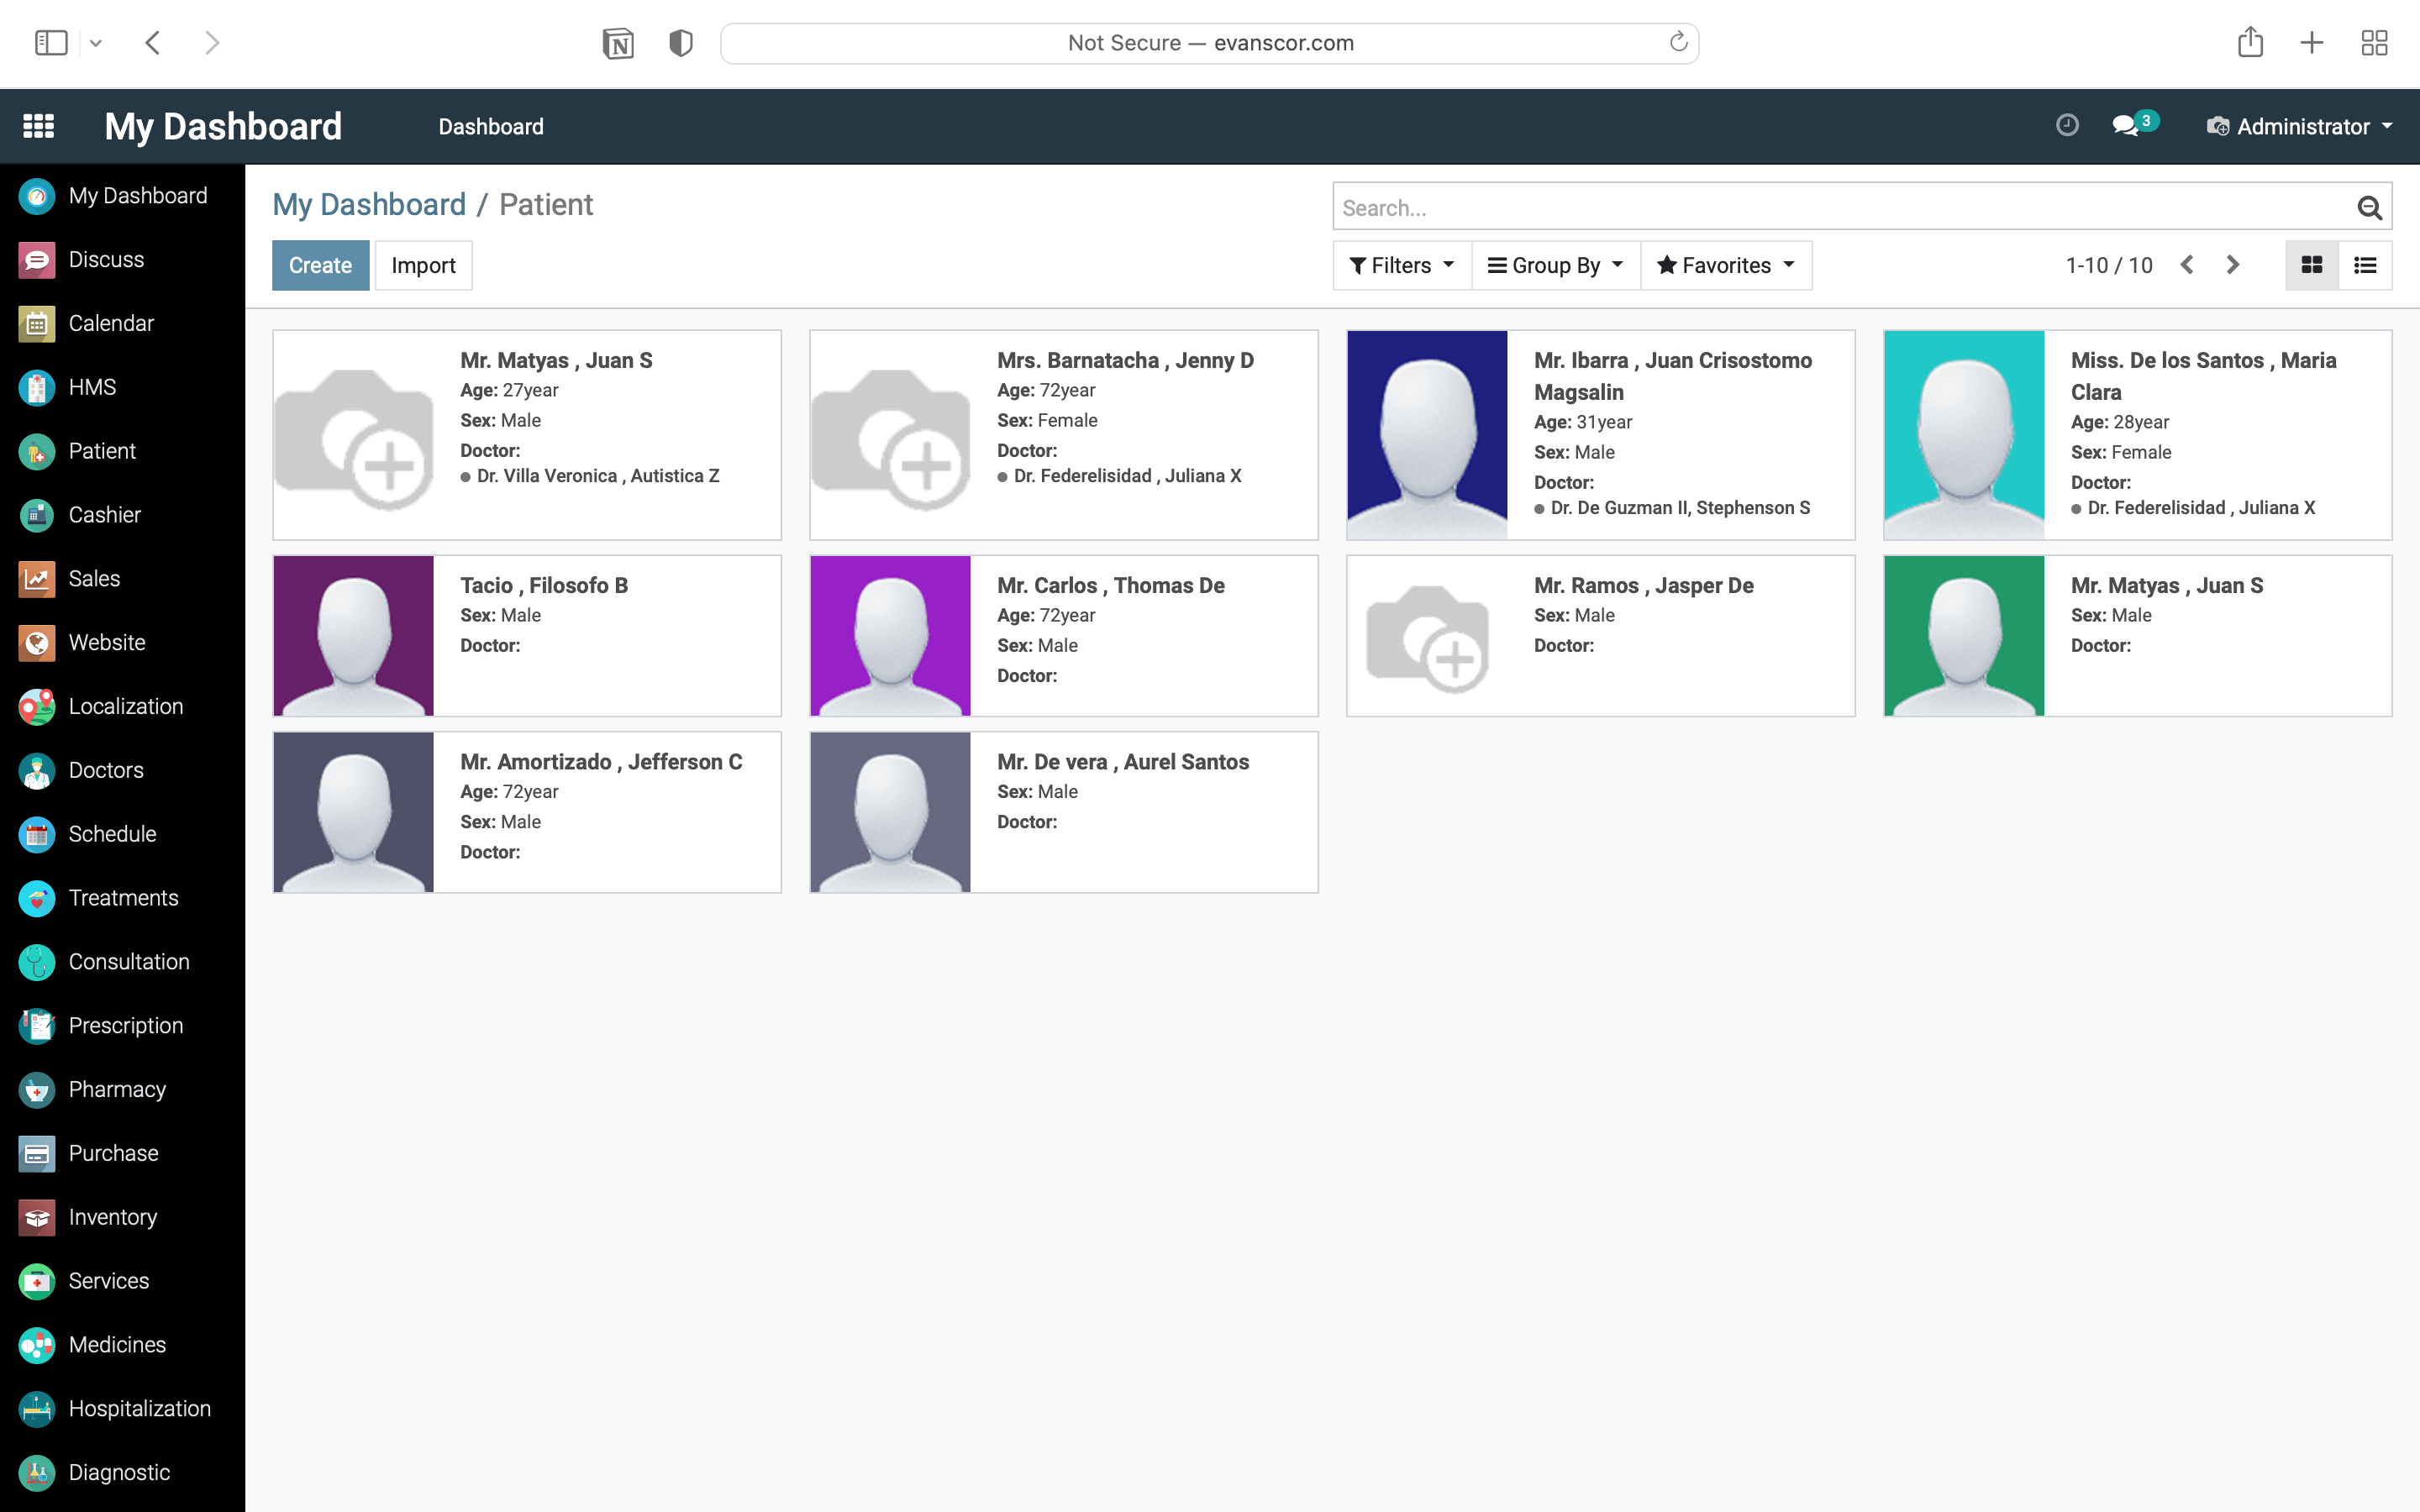 Not Secure — evanscor.com
My Dashboard
Dashboard
3
Administrator
My Dashboard
Discuss
Calendar
HMS
Patient
Cashier
Sales
Website
Localization
Doctors
Schedule
Treatments
Consultation
Prescription
Pharmacy
Purchase
Inventory
Services
Medicines
Hospitalization
Diagnostic
My Dashboard / Patient
Search...
Create
Import
Filters
Group By
Favorites
1-10 / 10
Mr. Matyas , Juan S
Age: 27year
Sex: Male
Doctor:
Dr. Villa Veronica , Autistica Z
Mrs. Barnatacha , Jenny D
Age: 72year
Sex: Female
Doctor:
Dr. Federelisidad , Juliana X
Mr. Ibarra , Juan Crisostomo
Magsalin
Age: 31year
Sex: Male
Doctor:
Dr. De Guzman II, Stephenson S
Miss. De los Santos , Maria
Clara
Age: 28year
Sex: Female
Doctor:
Dr. Federelisidad , Juliana X
Tacio , Filosofo B
Sex: Male
Doctor:
Mr. Carlos , Thomas De
Age: 72year
Sex: Male
Doctor:
Mr. Ramos , Jasper De
Sex: Male
Doctor:
Mr. Matyas , Juan S
Sex: Male
Doctor:
Mr. Amortizado , Jefferson C
Age: 72year
Sex: Male
Doctor:
Mr. De vera , Aurel Santos
Sex: Male
Doctor: